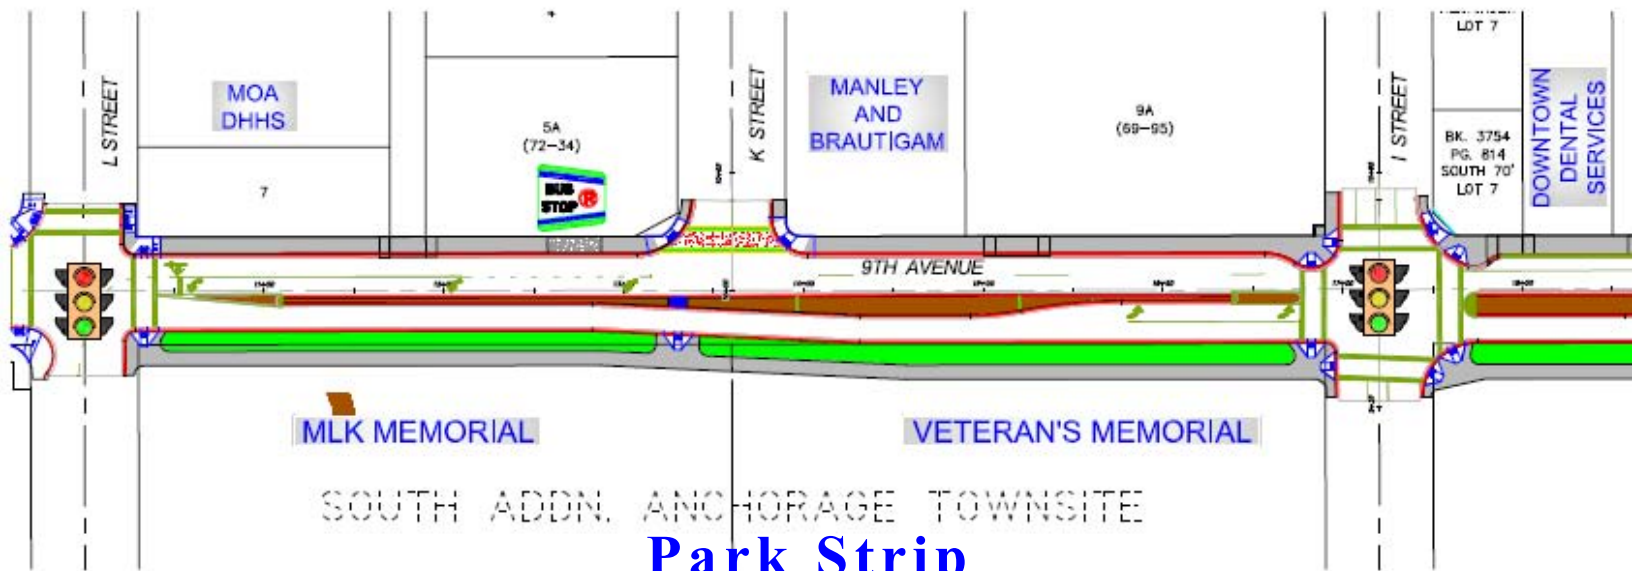 LOT 7
L STREET
MOA
DHHS
7
5A
(72-34)
BUS
STOP
R
K STREET
MANLEY
AND
BRAUTIGAM
9A
(69-95)
I STREET
BK. 3754
PG. 814
SOUTH 70'
LOT 7
DOWNTOWN
DENTAL
SERVICES
9TH AVENUE
MLK MEMORIAL
VETERAN'S MEMORIAL
SOUTH ADDN. ANCHORAGE TOWNSITE
Park Strip